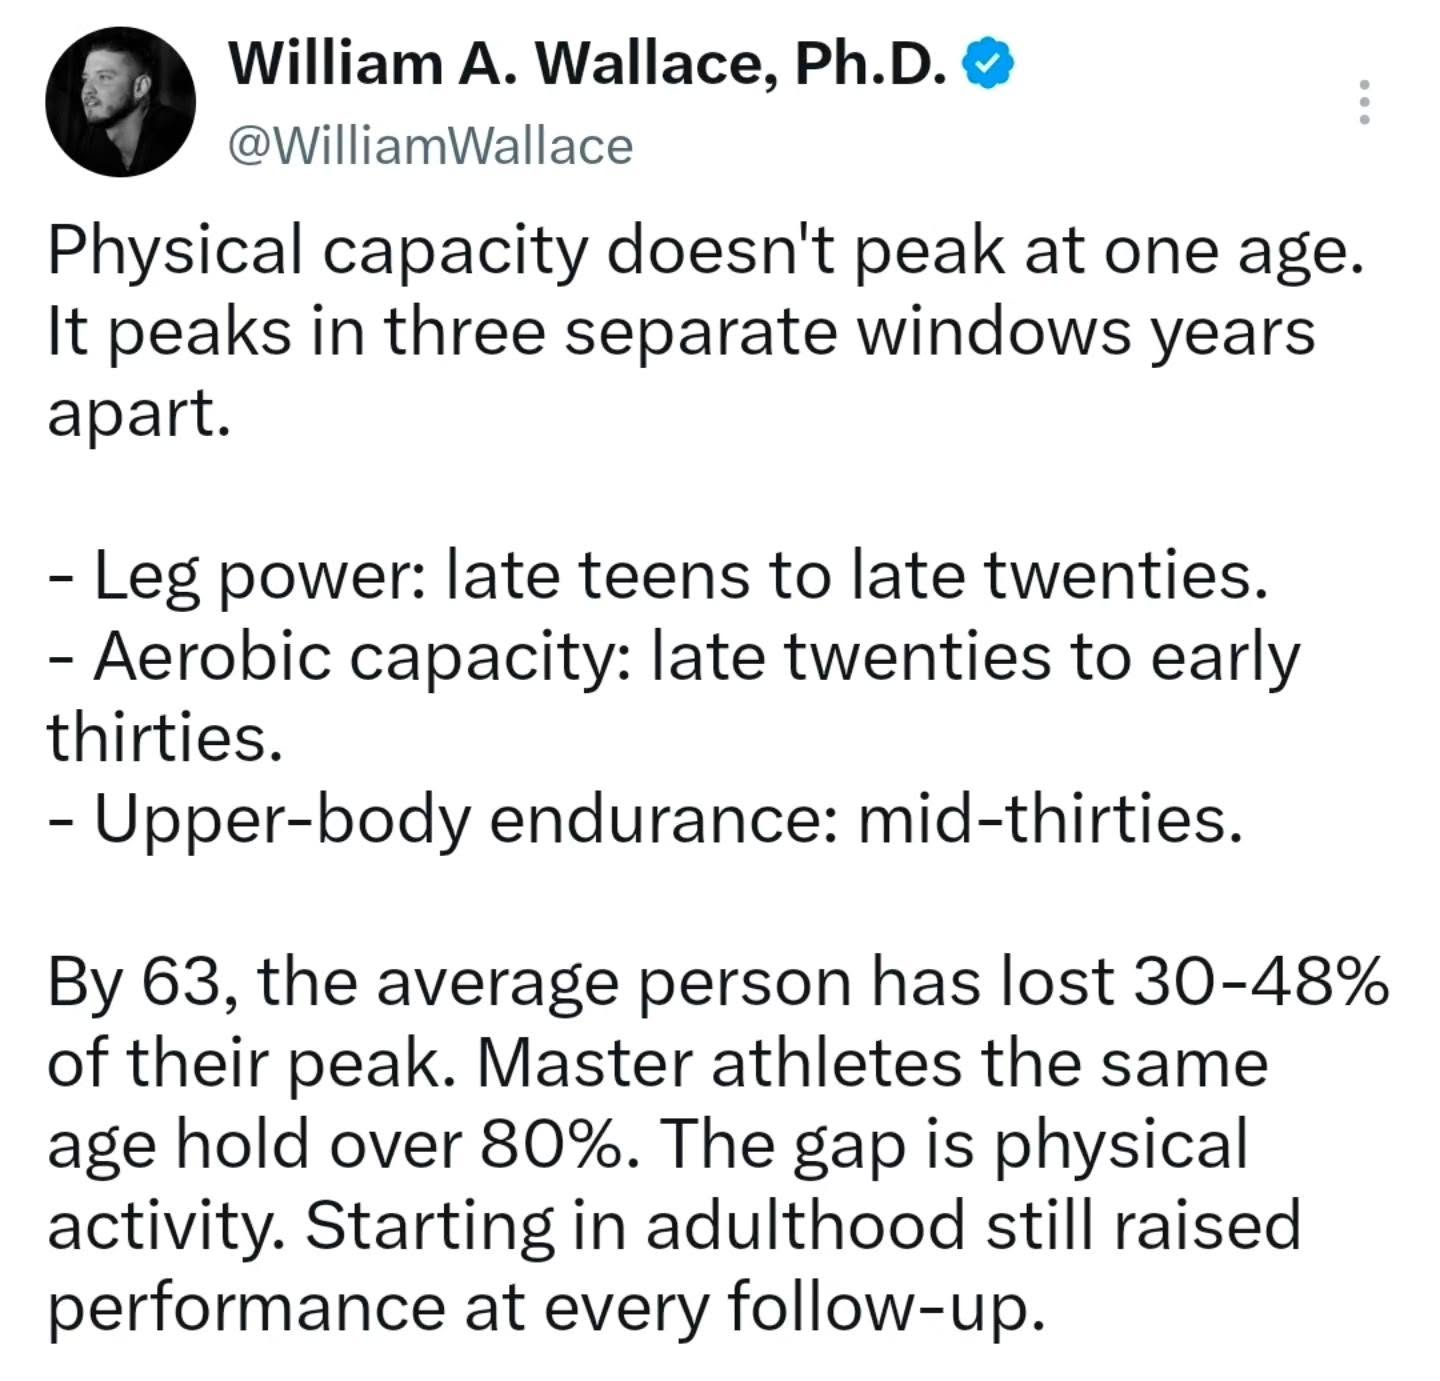 William A. Wallace, Ph.D.
@WilliamWallace
Physical capacity doesn't peak at one age.
It peaks in three separate windows years
apart.
- Leg power: late teens to late twenties.
- Aerobic capacity: late twenties to early
thirties.
- Upper-body endurance: mid-thirties.
By 63, the average person has lost 30-48%
of their peak. Master athletes the same
age hold over 80%. The gap is physical
activity. Starting in adulthood still raised
performance at every follow-up.